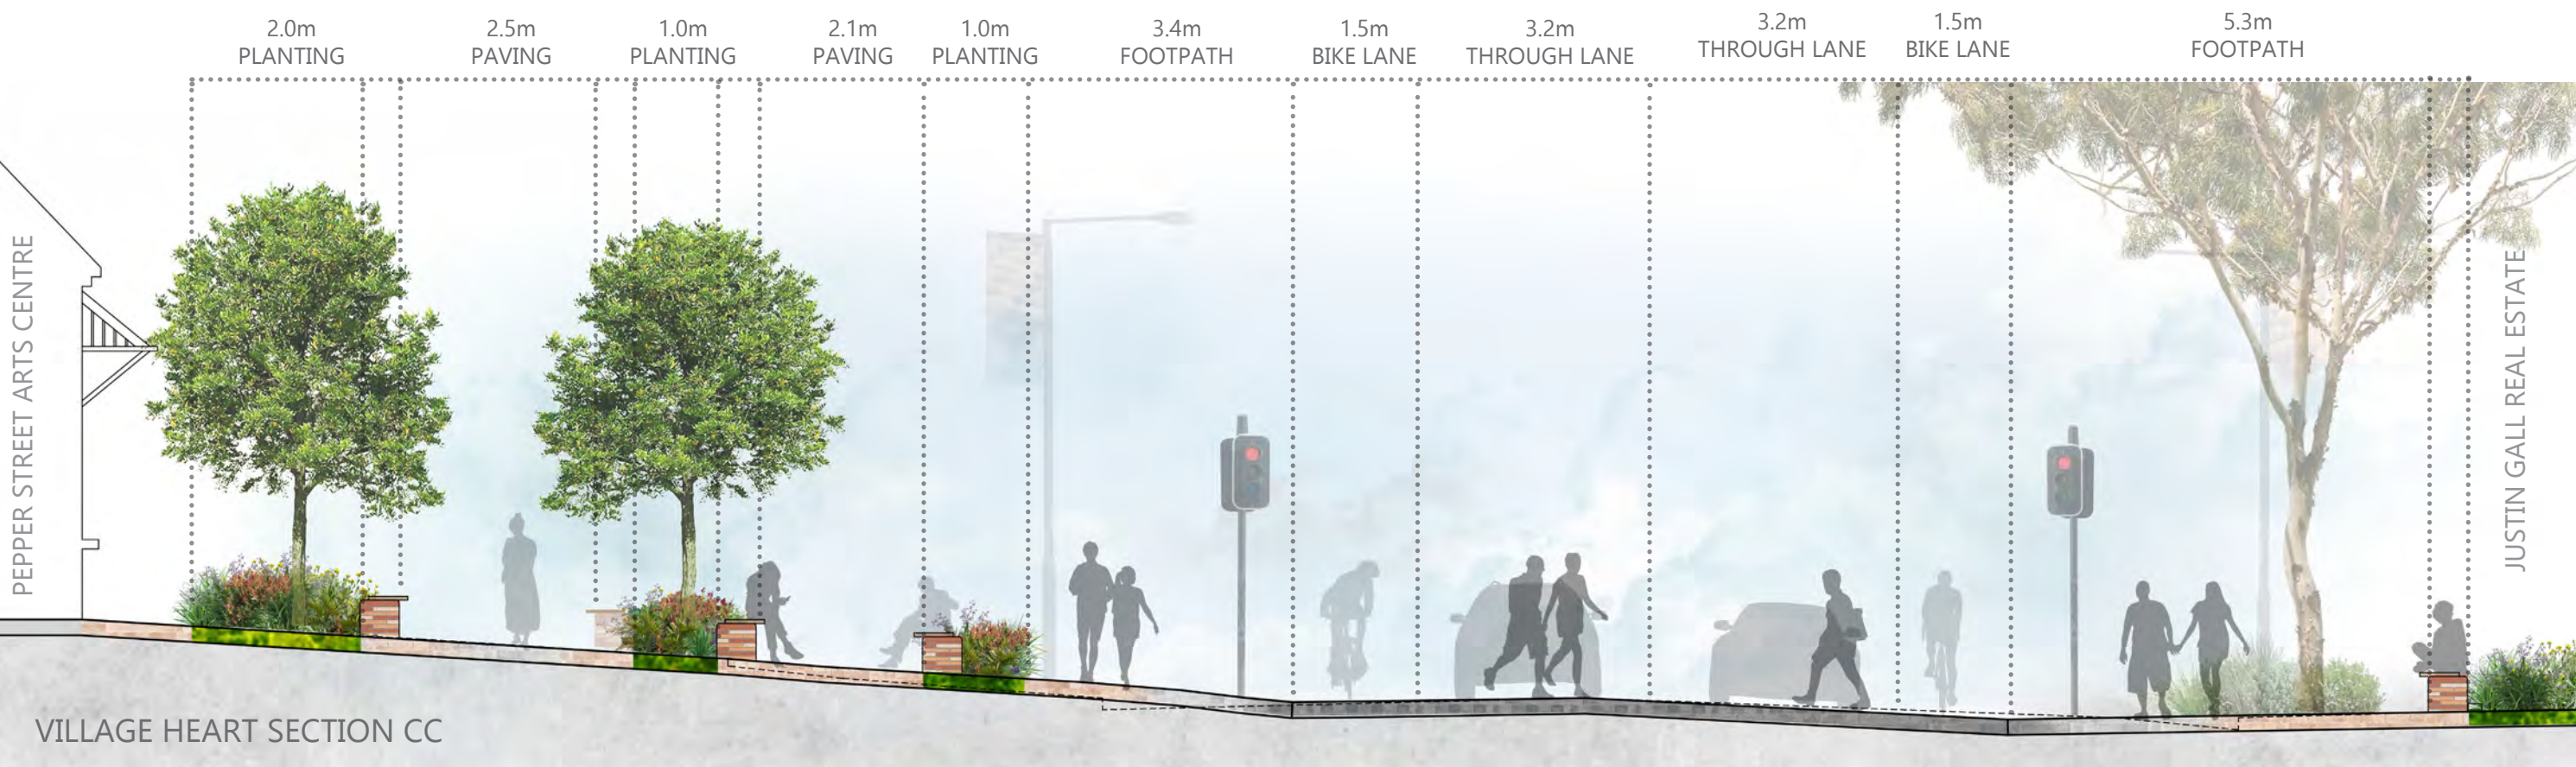 2.0m
PLANTING
2.5m
PAVING
1.0m
PLANTING
2.1m
PAVING
1.0m
PLANTING
3.4m
FOOTPATH
1.5m
BIKE LANE
3.2m
THROUGH LANE
3.2m
THROUGH LANE
1.5m
BIKE LANE
5.3m
FOOTPATH
PEPPER STREET ARTS CENTRE
JUSTIN GALL REAL ESTATE
VILLAGE HEART SECTION CC